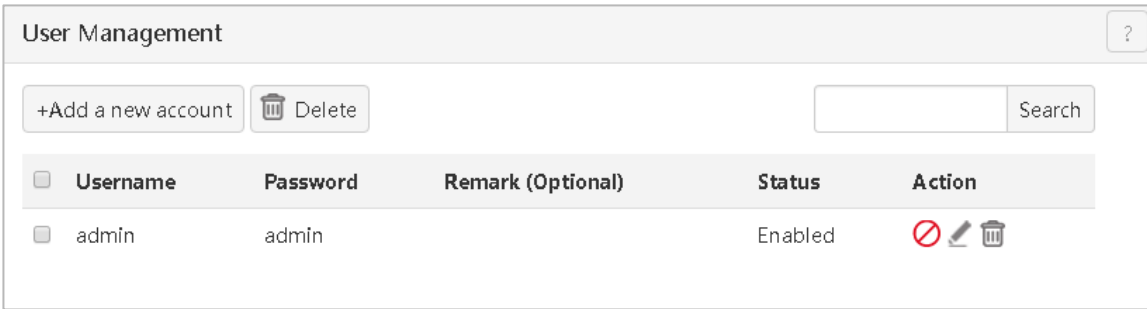 User Management
?
+Add a new account Delete Search
Username Password Remark (Optional) Status Action
admin admin Enabled